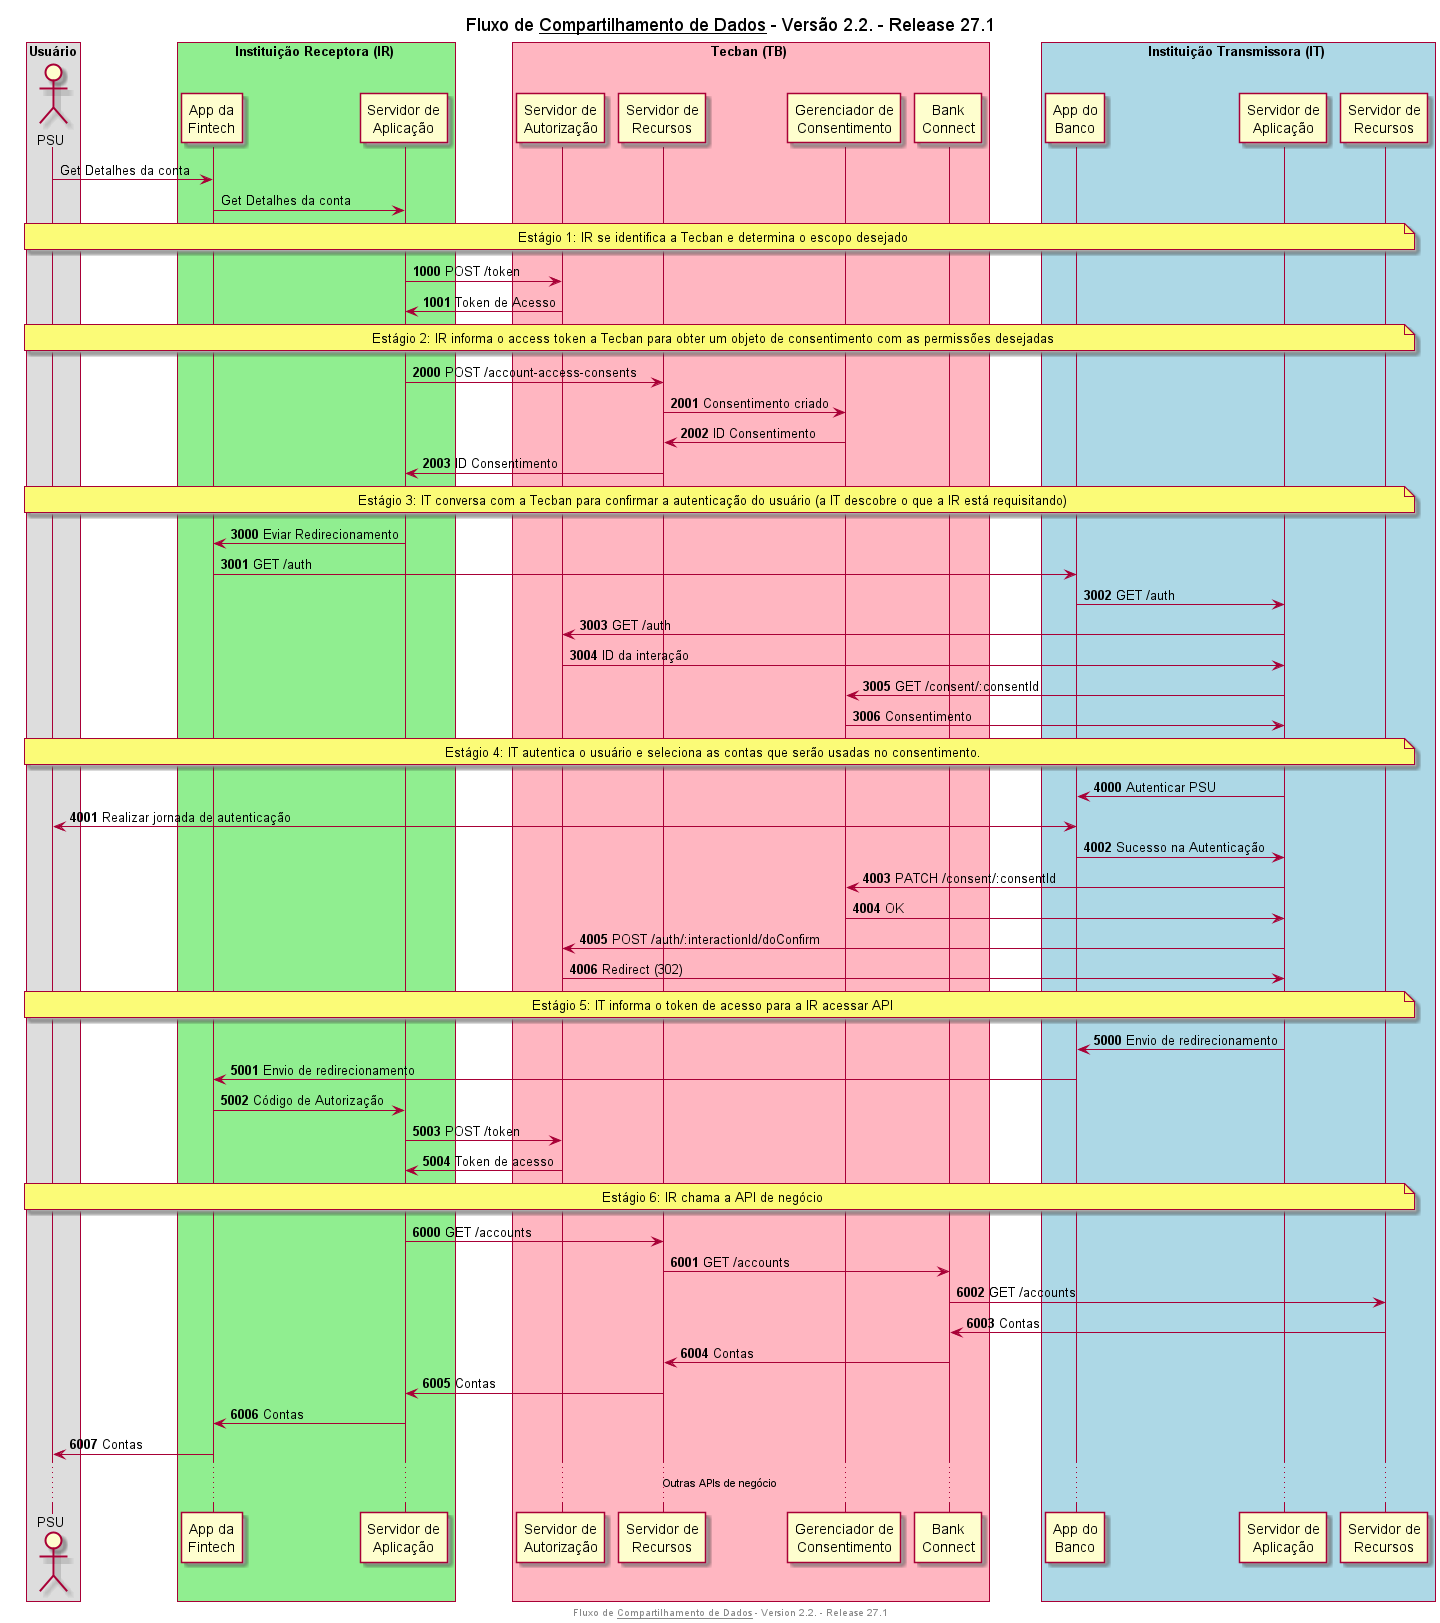 Fluxo de Compartilhamento de Dados - Versão 2.2. - Release 27.1
Usuário
Instituição Receptora (IR)
Tecban (TB)
Instituição Transmissora (IT)
PSU
App da
Fintech
Servidor de
Aplicação
Servidor de
Autorização
Servidor de
Recursos
Gerenciador de
Consentimento
Bank
Connect
App do
Banco
Servidor de
Aplicação
Servidor de
Recursos
Get Detalhes da conta
Get Detalhes da conta
Estágio 1: IR se identifica a Tecban e determina o escopo desejado
1000 POST /token
1001 Token de Acesso
Estágio 2: IR informa o access token a Tecban para obter um objeto de consentimento com as permissões desejadas
2000 POST /account-access-consents
2001 Consentimento criado
2002 ID Consentimento
2003 ID Consentimento
Estágio 3: IT conversa com a Tecban para confirmar a autenticação do usuário (a IT descobre o que a IR está requisitando)
3000 Eviar Redirecionamento
3001 GET /auth
3002 GET /auth
3003 GET /auth
3004 ID da interação
3005 GET /consent/:consentId
3006 Consentimento
Estágio 4: IT autentica o usuário e seleciona as contas que serão usadas no consentimento.
4000 Autenticar PSU
4001 Realizar jornada de autenticação
4002 Sucesso na Autenticação
4003 PATCH /consent/:consentId
4004 OK
4005 POST /auth/:interactionId/doConfirm
4006 Redirect (302)
Estágio 5: IT informa o token de acesso para a IR acessar API
5000 Envio de redirecionamento
5001 Envio de redirecionamento
5002 Código de Autorização
5003 POST /token
5004 Token de acesso
Estágio 6: IR chama a API de negócio
6000 GET /accounts
6001 GET /accounts
6002 GET /accounts
6003 Contas
6004 Contas
6005 Contas
6006 Contas
6007 Contas
Outras APIs de negócio
PSU
App da
Fintech
Servidor de
Aplicação
Servidor de
Autorização
Servidor de
Recursos
Gerenciador de
Consentimento
Bank
Connect
App do
Banco
Servidor de
Aplicação
Servidor de
Recursos
Fluxo de Compartilhamento de Dados - Version 2.2. - Release 27.1